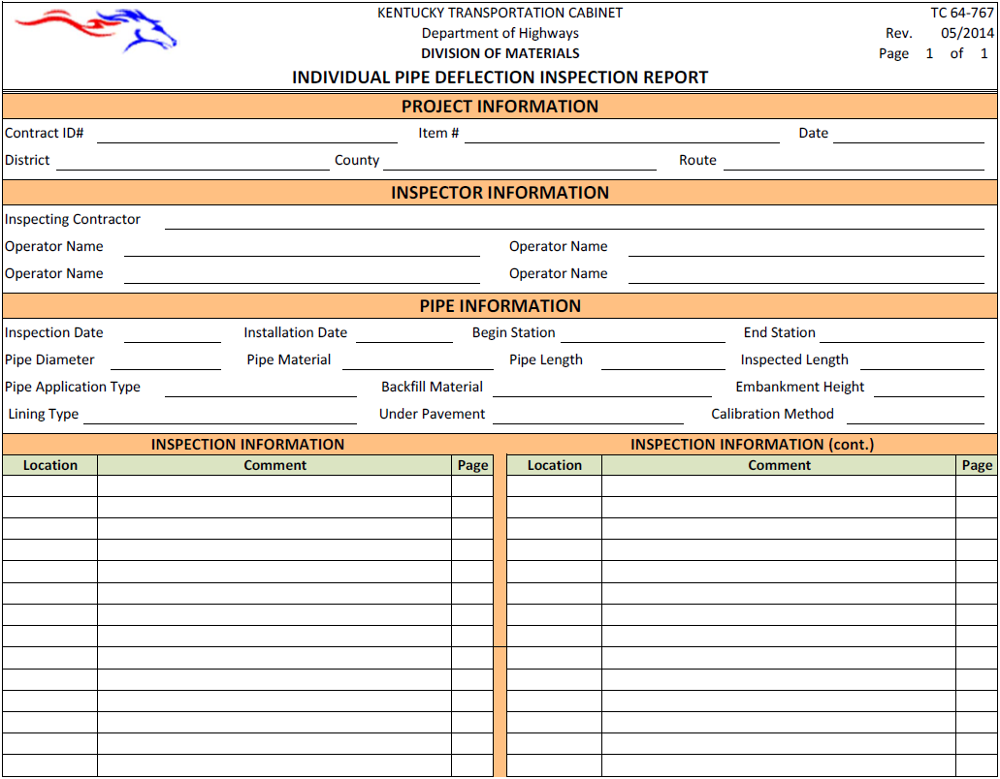 KENTUCKY TRANSPORTATION CABINET TC 64-767
Department of Highways Rev. 05/2014
DIVISION OF MATERIALS Page 1 of 1
INDIVIDUAL PIPE DEFLECTION INSPECTION REPORT
PROJECT INFORMATION
Contract ID# Item # Date
District County Route
INSPECTOR INFORMATION
Inspecting Contractor
Operator Name Operator Name
Operator Name Operator Name
PIPE INFORMATION
Inspection Date Installation Date Begin Station End Station
Pipe Diameter Pipe Material Pipe Length Inspected Length
Pipe Application Type Backfill Material Embankment Height
Lining Type Under Pavement Calibration Method
INSPECTION INFORMATION INSPECTION INFORMATION (cont.)
Location Comment Page Location Comment Page